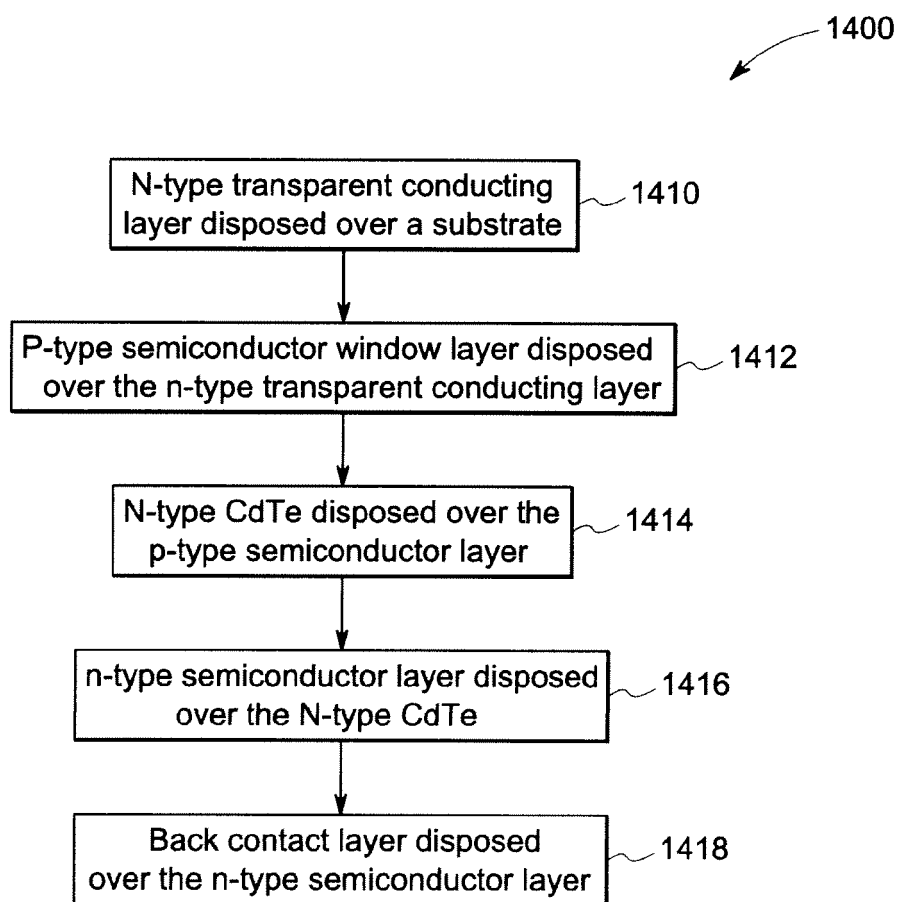 1400
N-type transparent conducting
layer disposed over a substrate
1410
P-type semiconductor window layer disposed
over the n-type transparent conducting layer
1412
N-type CdTe disposed over the
p-type semiconductor layer
1414
n-type semiconductor layer disposed
over the N-type CdTe
1416
Back contact layer disposed
over the n-type semiconductor layer
1418